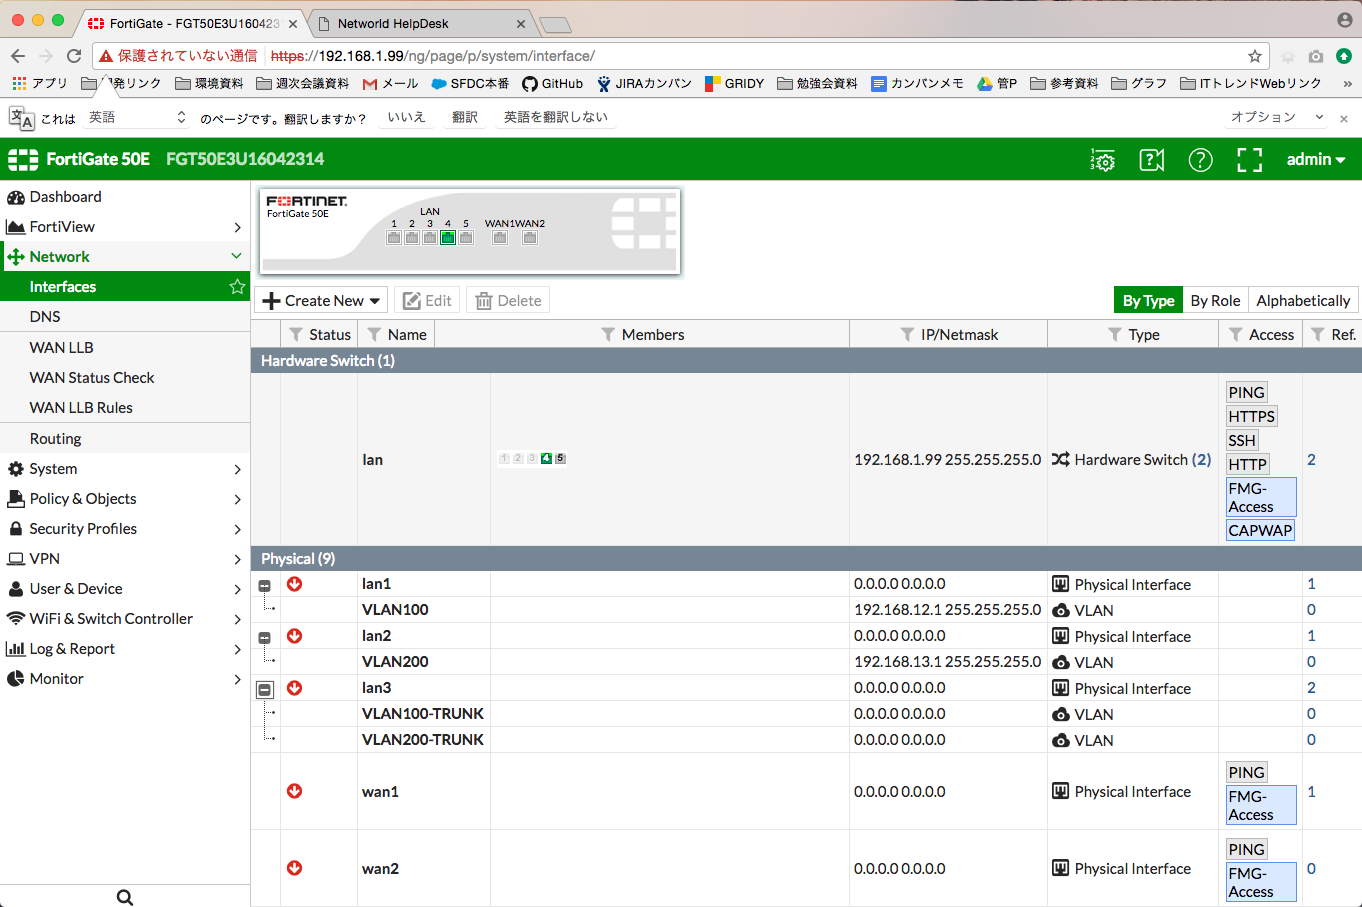 FortiGate - FGT50E3U160423
Networld HelpDesk
保護されていない通信 https://192.168.1.99/ng/page/p/system/interface/
アプリ 発リンク 環境資料 週次会議資料 メール SFDC本番 GitHub JIRAカンバン GRIDY 勉強会資料 カンバンメモ 管P 参考資料 グラフ ITトレンドWebリンク »
これは 英語 のページです。翻訳しますか？ いいえ 翻訳 英語を翻訳しない オプション
FortiGate 50E FGT50E3U16042314 admin
Dashboard
FortiView
Network
Interfaces
DNS
WAN LLB
WAN Status Check
WAN LLB Rules
Routing
System
Policy & Objects
Security Profiles
VPN
User & Device
WiFi & Switch Controller
Log & Report
Monitor
FORTINET
FortiGate 50E
LAN
1 2 3 4 5 WAN1 WAN2
Create New Edit Delete By Type By Role Alphabetically
Status Name Members IP/Netmask Type Access Ref.
Hardware Switch (1)
lan 1 2 3 4 5 192.168.1.99 255.255.255.0 Hardware Switch (2) 2
PING
HTTPS
SSH
HTTP
FMG-
Access
CAPWAP
Physical (9)
lan1 0.0.0.0 0.0.0.0 Physical Interface 1
VLAN100 192.168.12.1 255.255.255.0 VLAN 0
lan2 0.0.0.0 0.0.0.0 Physical Interface 1
VLAN200 192.168.13.1 255.255.255.0 VLAN 0
lan3 0.0.0.0 0.0.0.0 Physical Interface 2
VLAN100-TRUNK 0.0.0.0 0.0.0.0 VLAN 0
VLAN200-TRUNK 0.0.0.0 0.0.0.0 VLAN 0
wan1 0.0.0.0 0.0.0.0 Physical Interface 1
PING
FMG-
Access
wan2 0.0.0.0 0.0.0.0 Physical Interface 0
PING
FMG-
Access